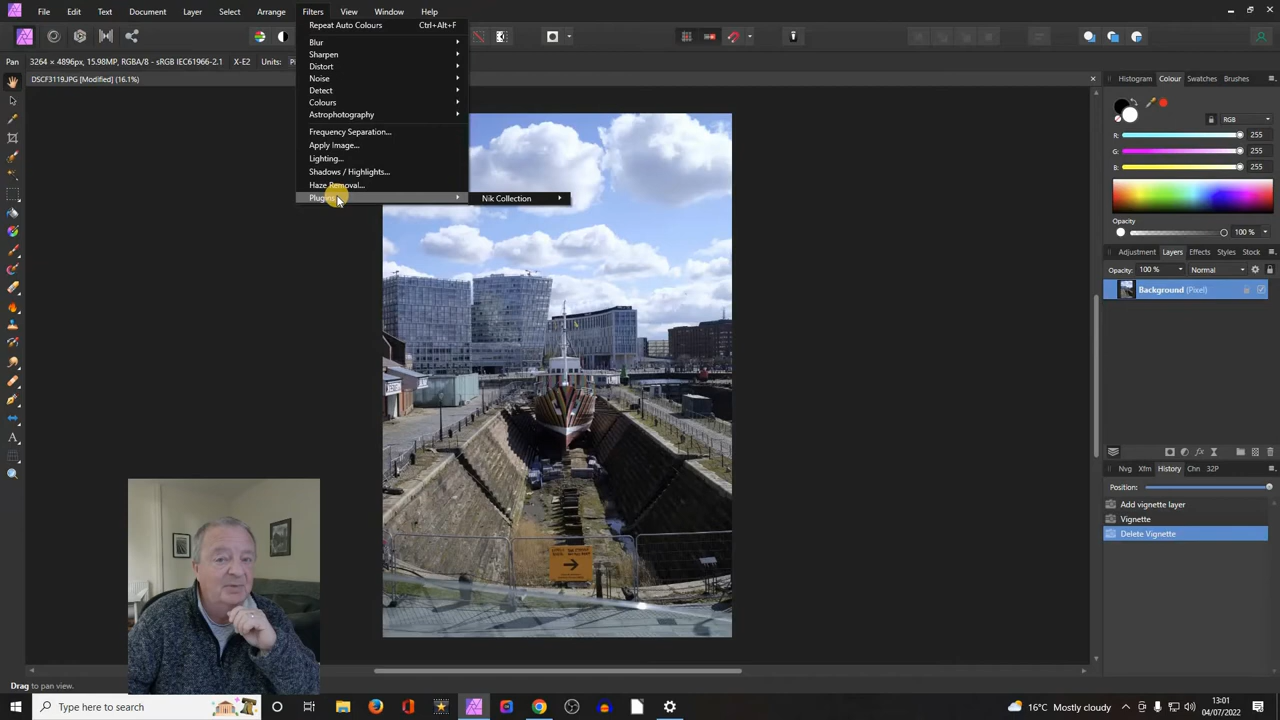 File Edit Text Document Layer Select Arrange Filters View Window Help
Repeat Auto Colours Ctrl+Alt+F
Blur
Sharpen
Distort
Noise
Detect
Colours
Astrophotography
Frequency Separation...
Apply Image...
Lighting...
Shadows / Highlights...
Haze Removal...
Plugins
Nik Collection
Pan 3264 × 4896px, 15.98MP, RGBA/8 - sRGB IEC61966-2.1 X-E2 Units:
DSCF3119.JPG [Modified] (16.1%)
Histogram Colour Swatches Brushes
RGB
R: 255
G: 255
B: 255
Opacity
100 %
Adjustment Layers Effects Styles Stock
Opacity: 100 % Normal
Background (Pixel)
Nvg Xfm History Chn 32P
Position:
Add vignette layer
Vignette
Delete Vignette
Drag to pan view.
Type here to search
16°C Mostly cloudy
13:01
04/07/2022